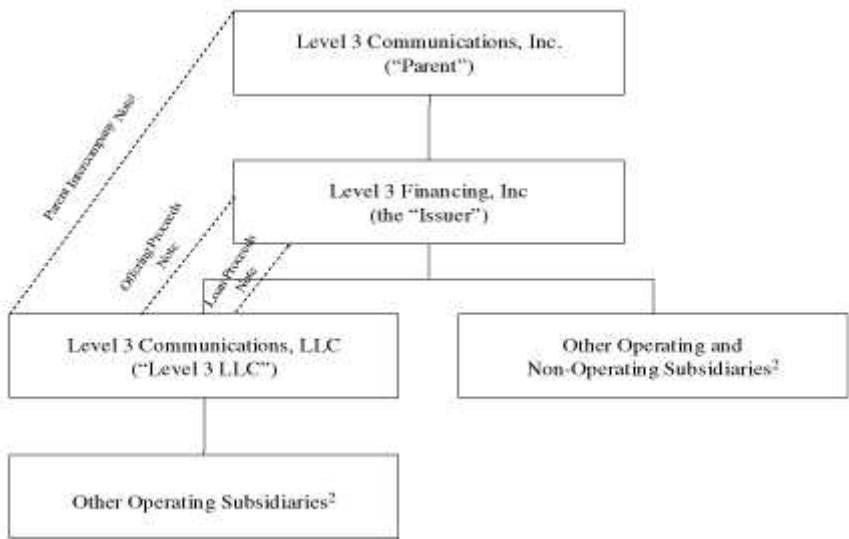 Level 3 Communications, Inc.
("Parent")
Parent Intercompany Note¹
Level 3 Financing, Inc
(the "Issuer")
Offering Proceeds
Note
Loan Proceeds
Note
Level 3 Communications, LLC
("Level 3 LLC")
Other Operating and
Non-Operating Subsidiaries²
Other Operating Subsidiaries²